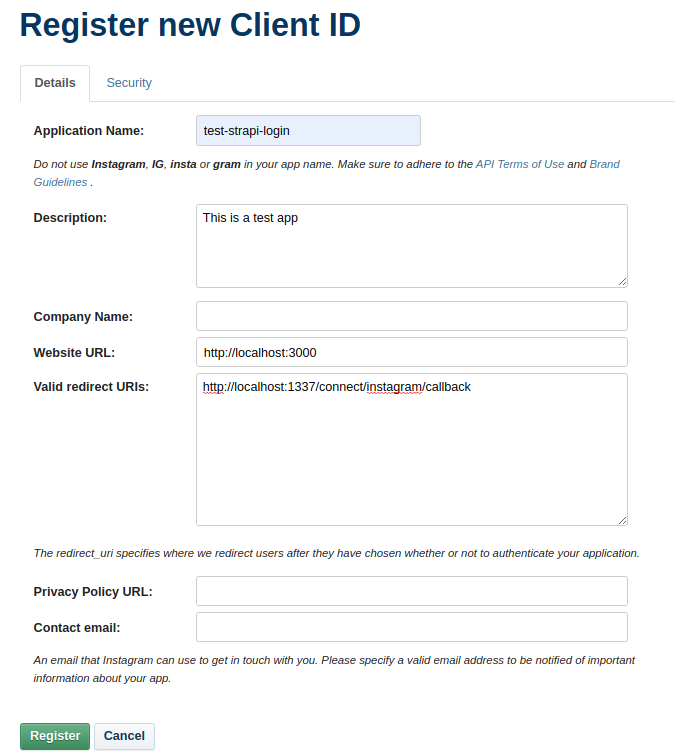 Register new Client ID
Details Security
Application Name: test-strapi-login
Do not use Instagram, IG, insta or gram in your app name. Make sure to adhere to the API Terms of Use and Brand
Guidelines .
Description: This is a test app
Company Name:
Website URL: http://localhost:3000
Valid redirect URIs: http://localhost:1337/connect/instagram/callback
The redirect_uri specifies where we redirect users after they have chosen whether or not to authenticate your application.
Privacy Policy URL:
Contact email:
An email that Instagram can use to get in touch with you. Please specify a valid email address to be notified of important
information about your app.
Register Cancel